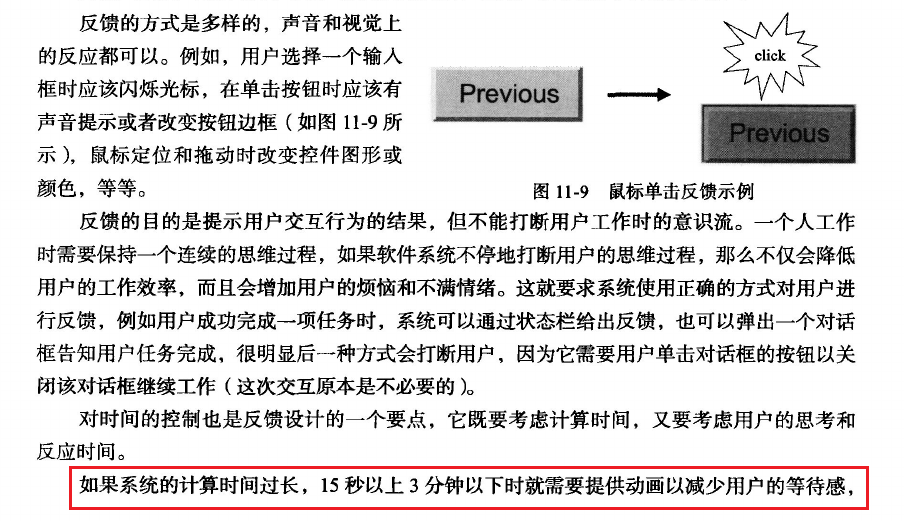 反馈的方式是多样的，声音和视觉上
的反应都可以。例如，用户选择一个输入
框时应该闪烁光标，在单击按钮时应该有
声音提示或者改变按钮边框（如图 11-9 所
示），鼠标定位和拖动时改变控件图形或
颜色，等等。
Previous
click
Previous
图 11-9 鼠标单击反馈示例
反馈的目的是提示用户交互行为的结果，但不能打断用户工作时的意识流。一个人工作
时需要保持一个连续的思维过程，如果软件系统不停地打断用户的思维过程，那么不仅会降低
用户的工作效率，而且会增加用户的烦恼和不满情绪。这就要求系统使用正确的方式对用户进
行反馈，例如用户成功完成一项任务时，系统可以通过状态栏给出反馈，也可以弹出一个对话
框告知用户任务完成，很明显后一种方式会打断用户，因为它需要用户单击对话框的按钮以关
闭该对话框继续工作（这次交互原本是不必要的）。
对时间的控制也是反馈设计的一个要点，它既要考虑计算时间，又要考虑用户的思考和
反应时间。
如果系统的计算时间过长，15 秒以上 3 分钟以下时就需要提供动画以减少用户的等待感，